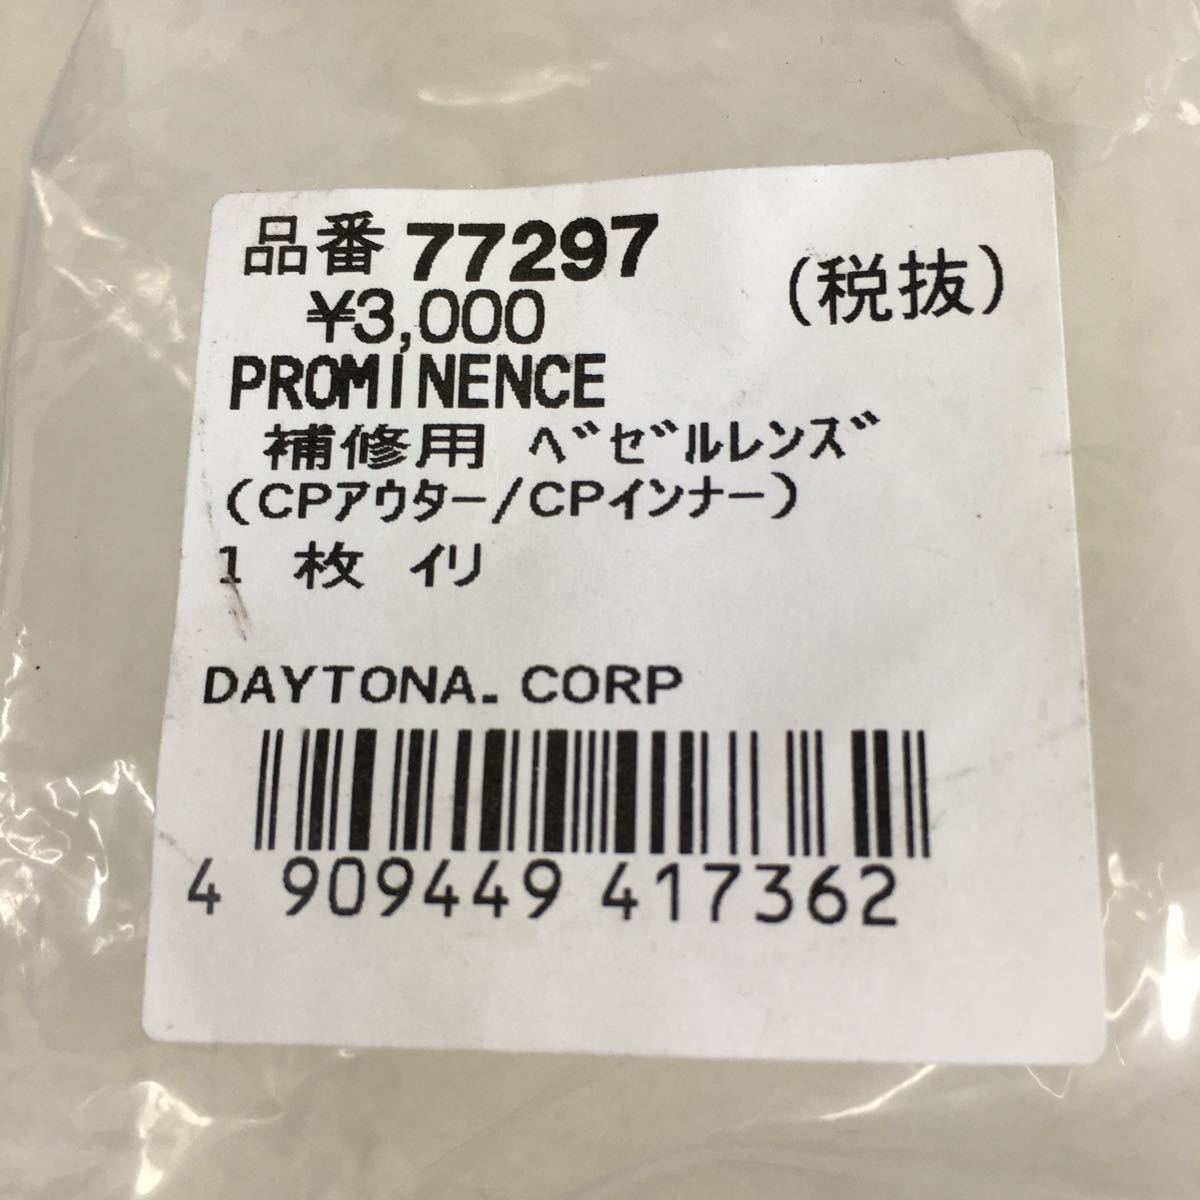 品番 77297
¥3,000 (税抜)
PROMINENCE
補修用 ﾍﾞｾﾞﾙﾚﾝｽﾞ
(CPｱｳﾀｰ/CPｲﾝﾅｰ)
1 枚 ｲﾘ
DAYTONA. CORP
4 909449 417362